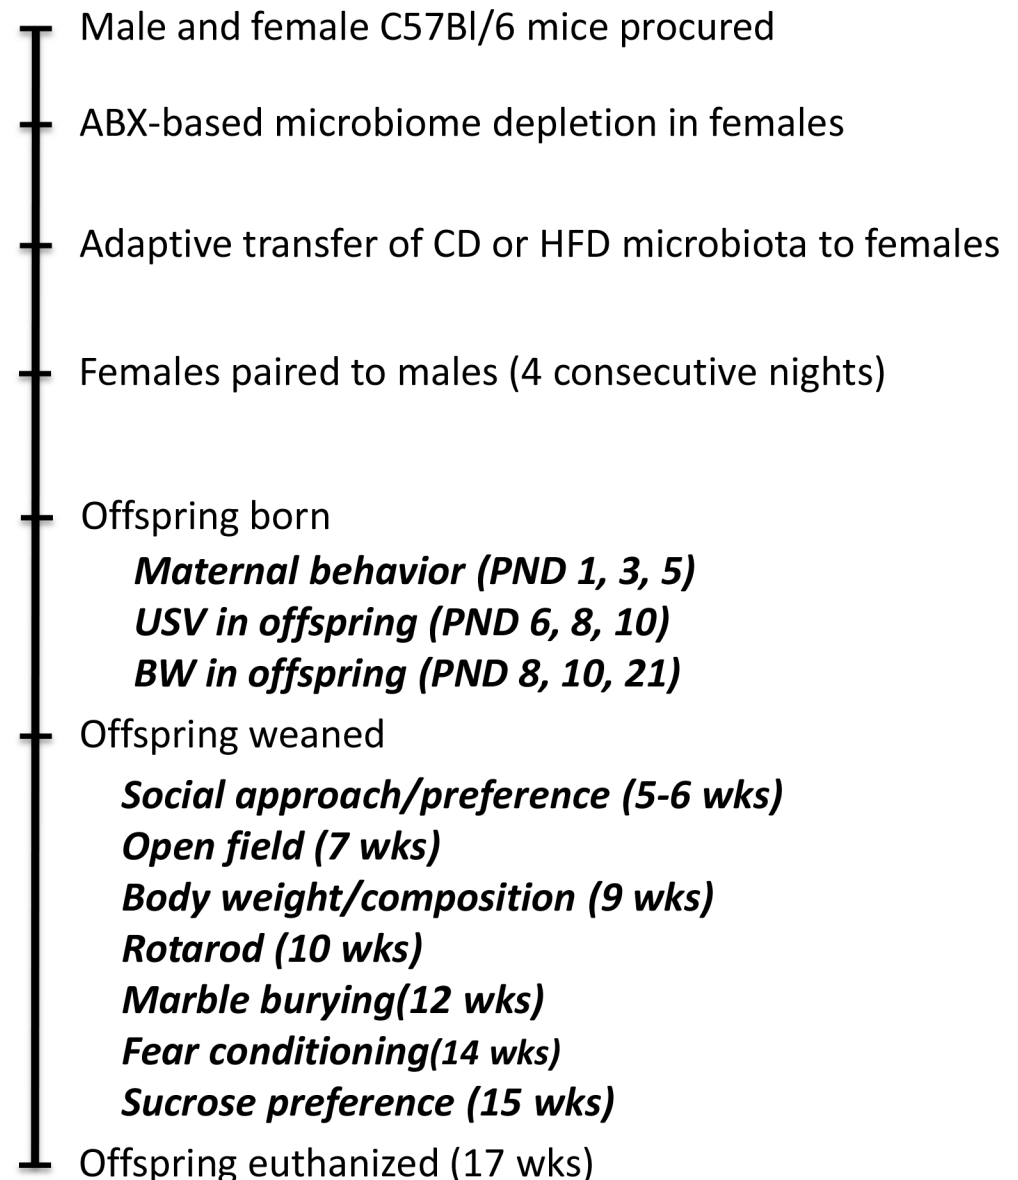 Male and female C57Bl/6 mice procured
ABX-based microbiome depletion in females
Adaptive transfer of CD or HFD microbiota to females
Females paired to males (4 consecutive nights)
Offspring born
Maternal behavior (PND 1, 3, 5)
USV in offspring (PND 6, 8, 10)
BW in offspring (PND 8, 10, 21)
Offspring weaned
Social approach/preference (5-6 wks)
Open field (7 wks)
Body weight/composition (9 wks)
Rotarod (10 wks)
Marble burying(12 wks)
Fear conditioning(14 wks)
Sucrose preference (15 wks)
Offspring euthanized (17 wks)